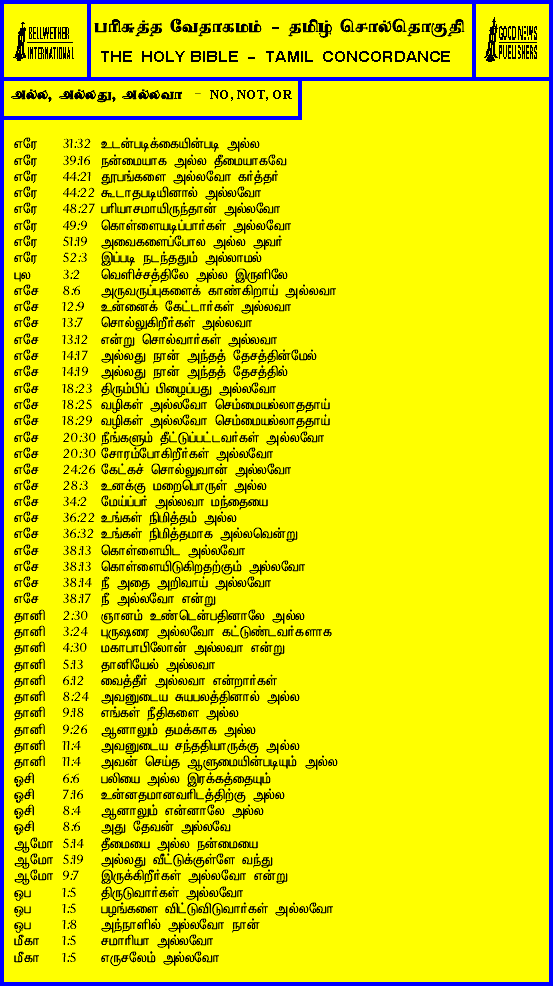 BELLWETHER
INTERNATIONAL
பரிசுத்த வேதாகமம் - தமிழ் சொல்தொகுதி
THE HOLY BIBLE - TAMIL CONCORDANCE
GOOD NEWS
PUBLISHERS
அல்ல, அல்லது, அல்லவா - NO, NOT, OR
எரே 31:32 உடன்படிக்கையின்படி அல்ல
எரே 39:16 நன்மையாக அல்ல தீமையாகவே
எரே 44:21 தூபங்களை அல்லவோ கர்த்தர்
எரே 44:22 கூடாதபடியினால் அல்லவோ
எரே 48:27 பரியாசமாயிருந்தான் அல்லவோ
எரே 49:9 கொள்ளையடிப்பார்கள் அல்லவோ
எரே 51:19 அவைகளைப்போல அல்ல அவர்
எரே 52:3 இப்படி நடந்ததும் அல்லாமல்
புல 3:2 வெளிச்சத்திலே அல்ல இருளிலே
எசே 8:6 அருவருப்புகளைக் காண்கிறாய் அல்லவா
எசே 12:9 உன்னைக் கேட்டார்கள் அல்லவா
எசே 13:7 சொல்லுகிறீர்கள் அல்லவா
எசே 13:12 என்று சொல்வார்கள் அல்லவா
எசே 14:17 அல்லது நான் அந்தத் தேசத்தின்மேல்
எசே 14:19 அல்லது நான் அந்தத் தேசத்தில்
எசே 18:23 திரும்பிப் பிழைப்பது அல்லவோ
எசே 18:25 வழிகள் அல்லவோ செம்மையல்லாததாய்
எசே 18:29 வழிகள் அல்லவோ செம்மையல்லாததாய்
எசே 20:30 நீங்களும் தீட்டுப்பட்டவர்கள் அல்லவோ
எசே 20:30 சோரம்போகிறீர்கள் அல்லவோ
எசே 24:26 கேட்கச் சொல்லுவான் அல்லவோ
எசே 28:3 உனக்கு மறைபொருள் அல்ல
எசே 34:2 மேய்ப்பர் அல்லவா மந்தையை
எசே 36:22 உங்கள் நிமித்தம் அல்ல
எசே 36:32 உங்கள் நிமித்தமாக அல்லவென்று
எசே 38:13 கொள்ளையிட அல்லவோ
எசே 38:13 கொள்ளையிடுகிறதற்கும் அல்லவோ
எசே 38:14 நீ அதை அறிவாய் அல்லவோ
எசே 38:17 நீ அல்லவோ என்று
தானி 2:30 ஞானம் உண்டென்பதினாலே அல்ல
தானி 3:24 புருஷரை அல்லவோ கட்டுண்டவர்களாக
தானி 4:30 மகாபாபிலோன் அல்லவா என்று
தானி 5:13 தானியேல் அல்லவா
தானி 6:12 வைத்தீர் அல்லவா என்றார்கள்
தானி 8:24 அவனுடைய சுயபலத்தினால் அல்ல
தானி 9:18 எங்கள் நீதிகளை அல்ல
தானி 9:26 ஆனாலும் தமக்காக அல்ல
தானி 11:4 அவனுடைய சந்ததியாருக்கு அல்ல
தானி 11:4 அவன் செய்த ஆளுமையின்படியும் அல்ல
ஓசி 6:6 பலியை அல்ல இரக்கத்தையும்
ஓசி 7:16 உன்னதமானவரிடத்திற்கு அல்ல
ஓசி 8:4 ஆனாலும் என்னாலே அல்ல
ஓசி 8:6 அது தேவன் அல்லவே
ஆமோ 5:14 தீமையை அல்ல நன்மையை
ஆமோ 5:19 அல்லது வீட்டுக்குள்ளே வந்து
ஆமோ 9:7 இருக்கிறீர்கள் அல்லவோ என்று
ஒப 1:5 திருடுவார்கள் அல்லவோ
ஒப 1:5 பழங்களை விட்டுவிடுவார்கள் அல்லவோ
ஒப 1:8 அந்நாளில் அல்லவோ நான்
மீகா 1:5 சமாரியா அல்லவோ
மீகா 1:5 எருசலேம் அல்லவோ